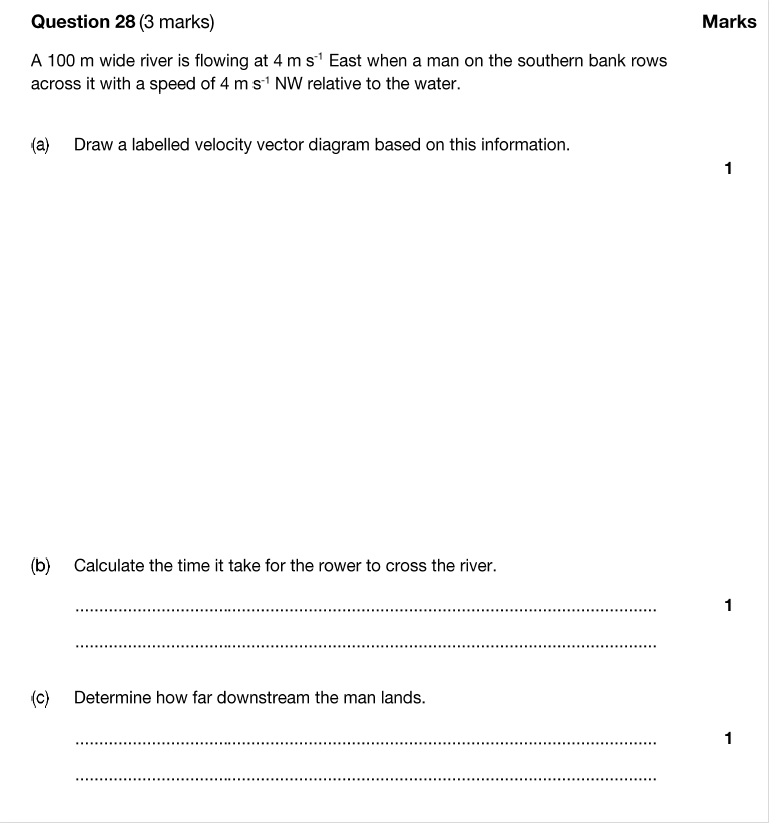 Question 28 (3 marks) Marks
A 100 m wide river is flowing at 4 m s⁻¹ East when a man on the southern bank rows
across it with a speed of 4 m s⁻¹ NW relative to the water.
(a) Draw a labelled velocity vector diagram based on this information.
1
(b) Calculate the time it take for the rower to cross the river.
1
(c) Determine how far downstream the man lands.
1